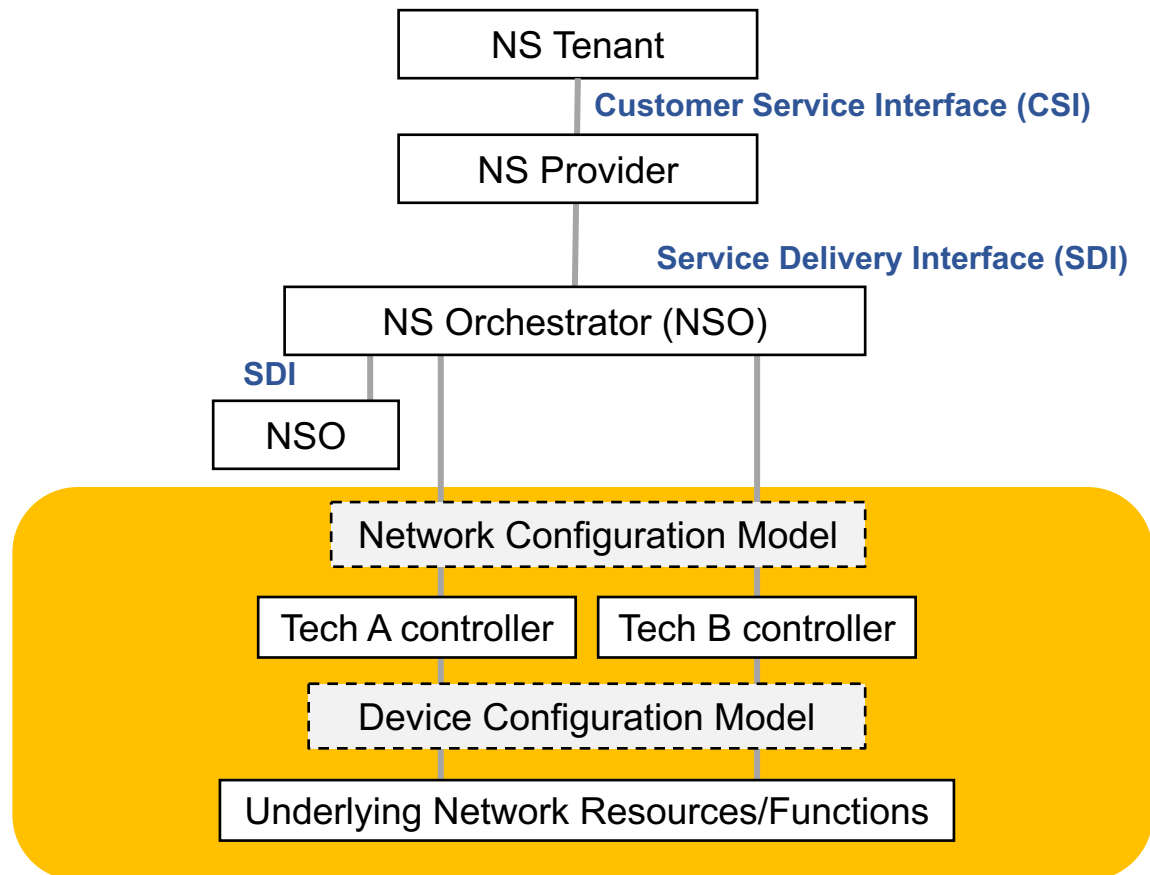 NS Tenant
Customer Service Interface (CSI)
NS Provider
Service Delivery Interface (SDI)
NS Orchestrator (NSO)
SDI
NSO
Network Configuration Model
Tech A controller
Tech B controller
Device Configuration Model
Underlying Network Resources/Functions